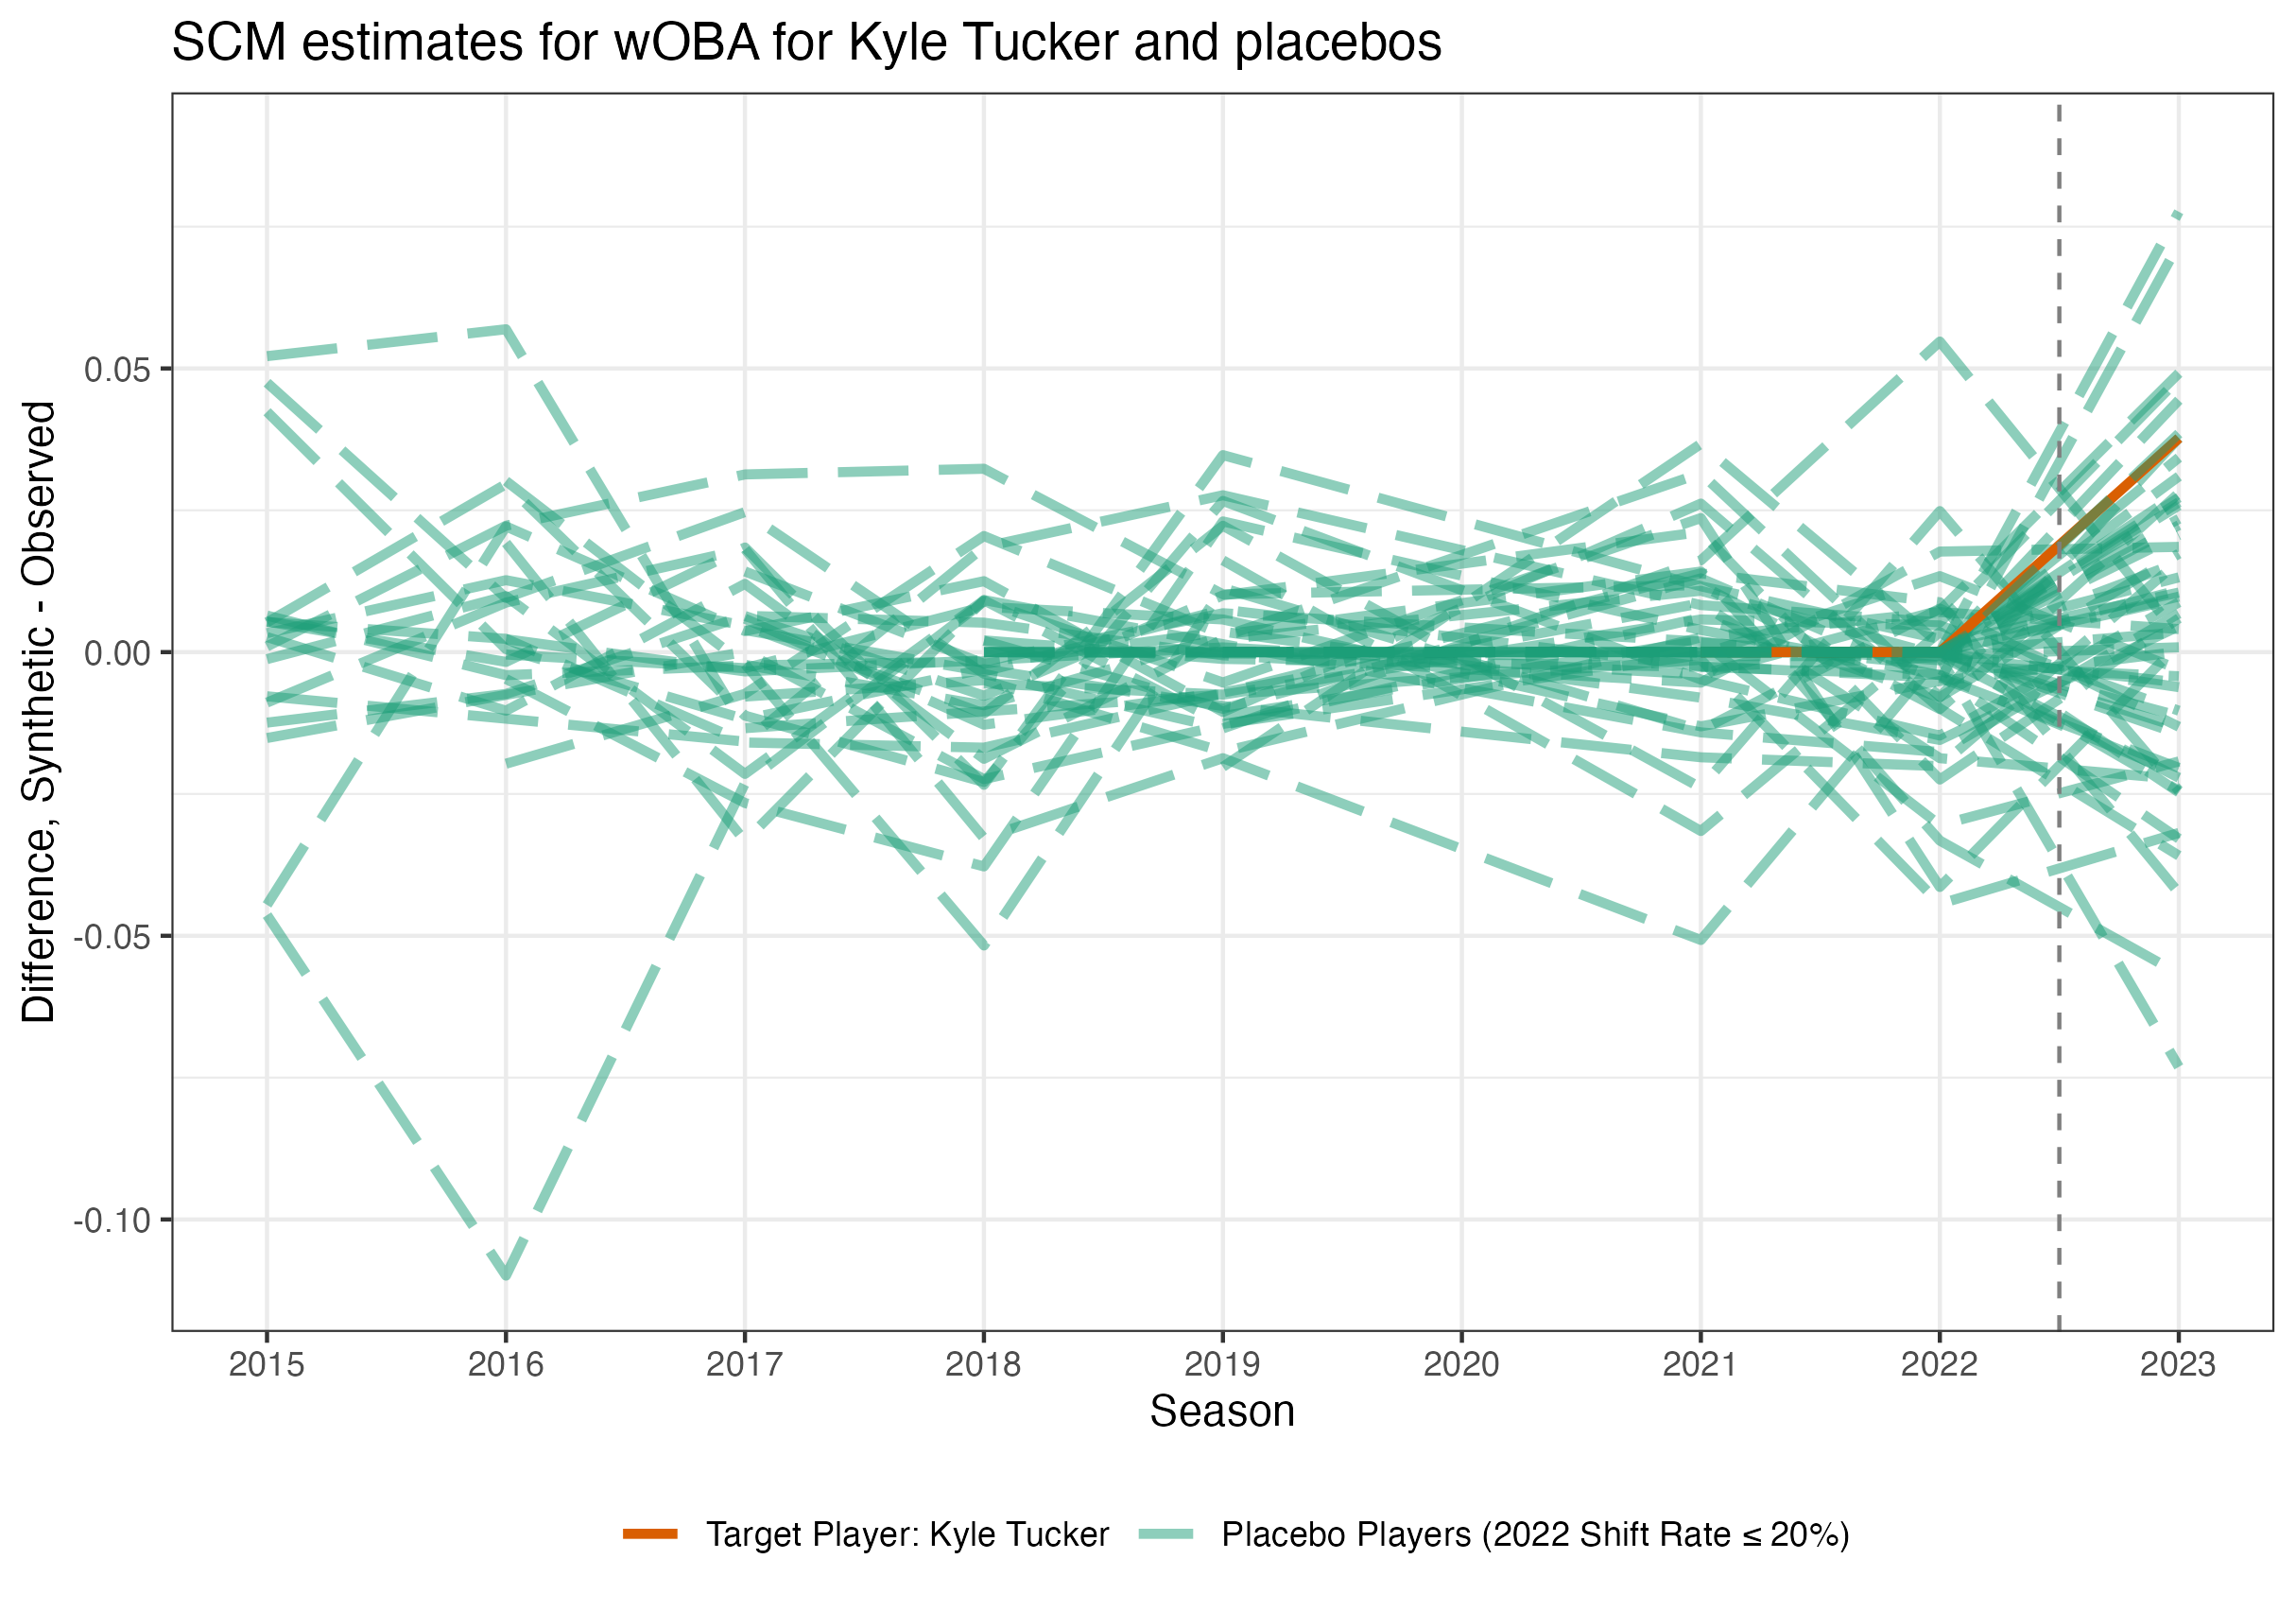 SCM estimates for wOBA for Kyle Tucker and placebos
Difference, Synthetic - Observed
0.05
0.00
-0.05
-0.10
2015 2016 2017 2018 2019 2020 2021 2022 2023
Season
Target Player: Kyle Tucker Placebo Players (2022 Shift Rate ≤ 20%)